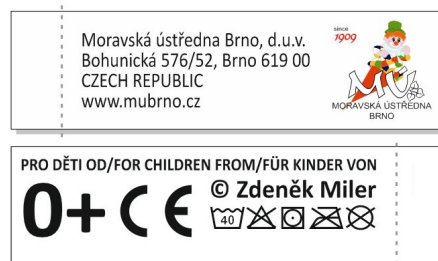 Moravská ústředna Brno, d.u.v.
Bohunická 576/52, Brno 619 00
CZECH REPUBLIC
www.mubrno.cz
since
1909
MÚ
MORAVSKÁ ÚSTŘEDNA
BRNO
PRO DĚTI OD/FOR CHILDREN FROM/FÜR KINDER VON
0+ CE
© Zdeněk Miler
40